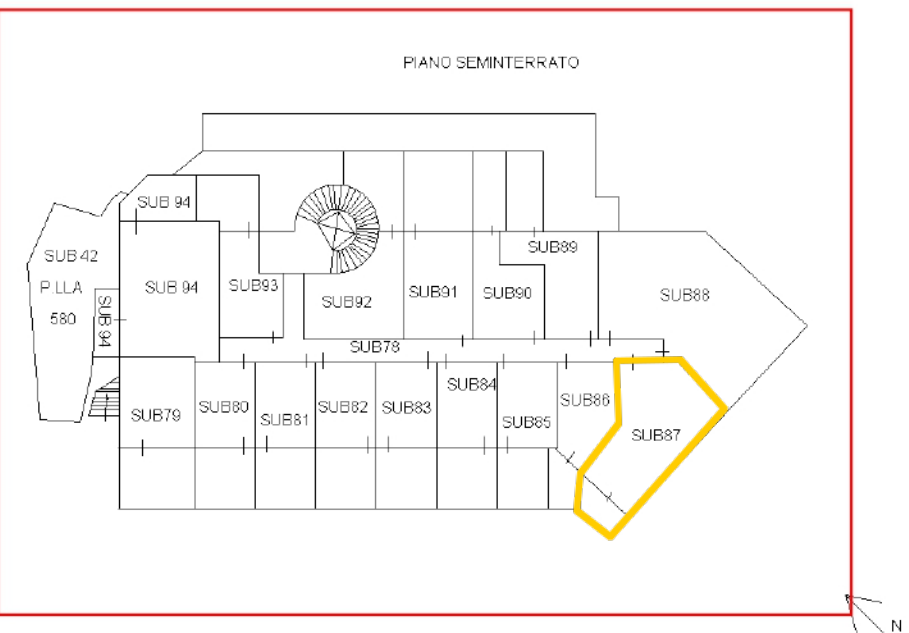 PIANO SEMINTERRATO
SUB 94
SUB 42
P.LLA
580
SUB 94
SUB 94
SUB93
SUB92
SUB91
SUB90
SUB89
SUB88
SUB78
SUB79
SUB80
SUB81
SUB82
SUB83
SUB84
SUB85
SUB86
SUB87
N